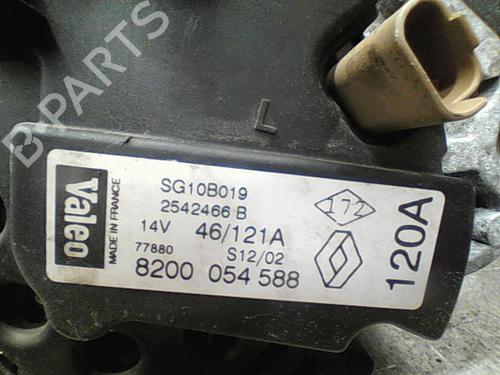 B PARTS
L
Valeo
MADE IN FRANCE
SG10B019
2542466 B
14V 46/121A
77880 S12/02
8200 054 588
172
120A